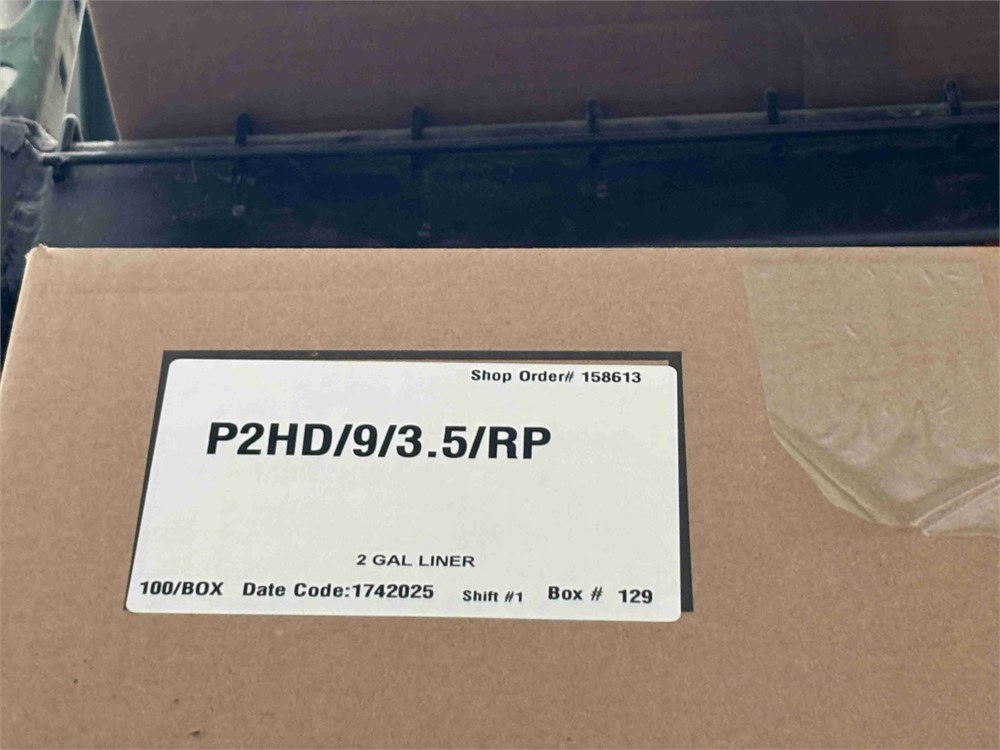 Shop Order# 158613
P2HD/9/3.5/RP
2 GAL LINER
100/BOX Date Code:1742025 Shift #1 Box # 129